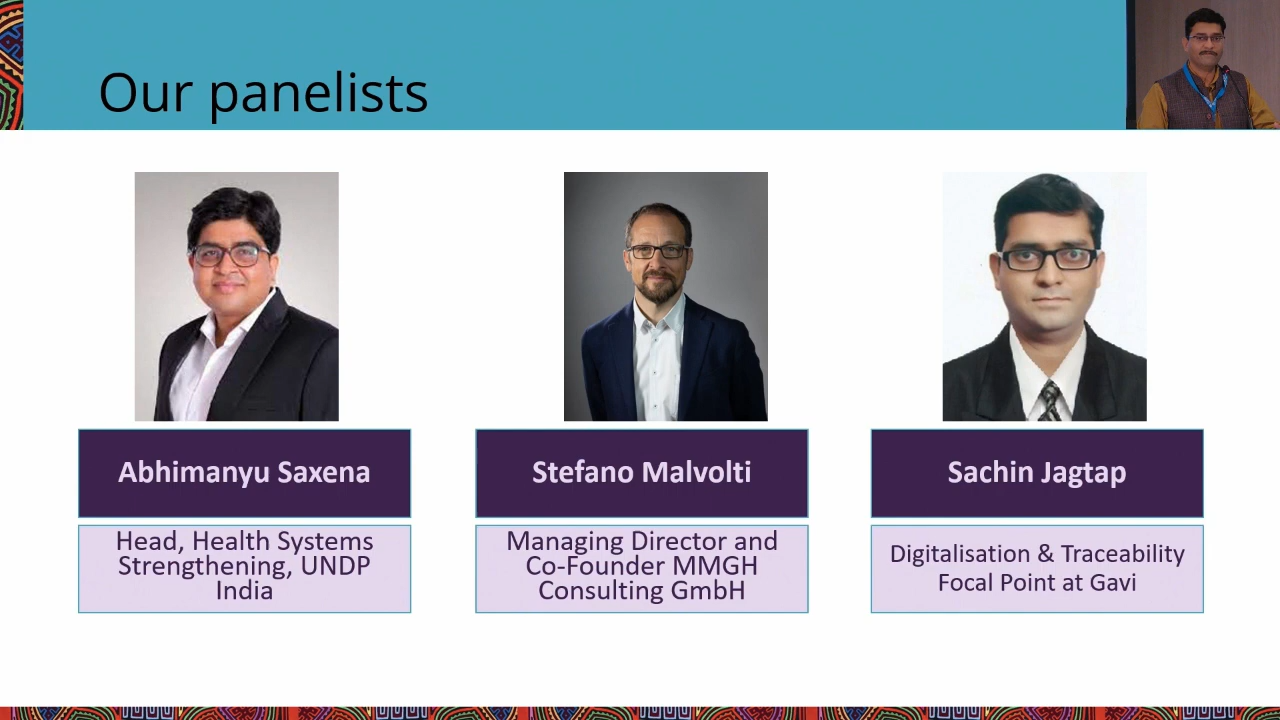 Our panelists
Abhimanyu Saxena
Head, Health Systems
Strengthening, UNDP
India
Stefano Malvolti
Managing Director and
Co-Founder MMGH
Consulting GmbH
Sachin Jagtap
Digitalisation & Traceability
Focal Point at Gavi